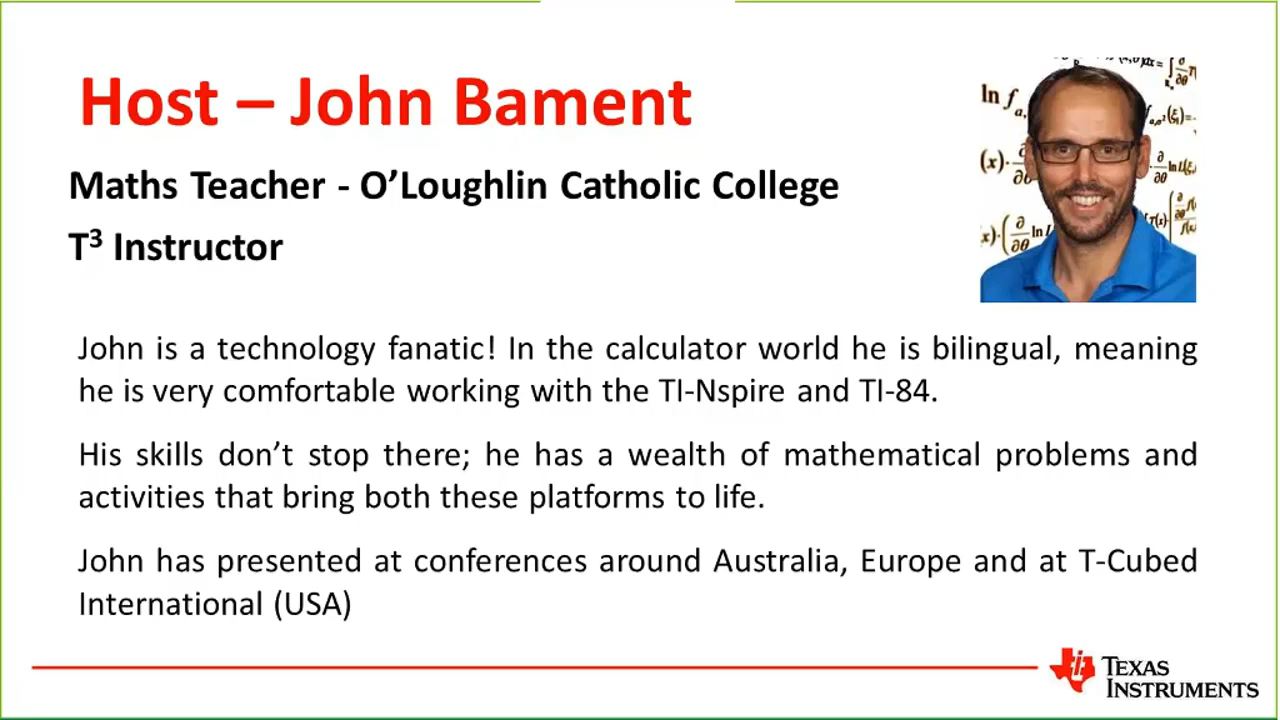 Host – John Bament
Maths Teacher - O’Loughlin Catholic College
T³ Instructor
John is a technology fanatic! In the calculator world he is bilingual, meaning
he is very comfortable working with the TI-Nspire and TI-84.
His skills don’t stop there; he has a wealth of mathematical problems and
activities that bring both these platforms to life.
John has presented at conferences around Australia, Europe and at T-Cubed
International (USA)
TEXAS
INSTRUMENTS